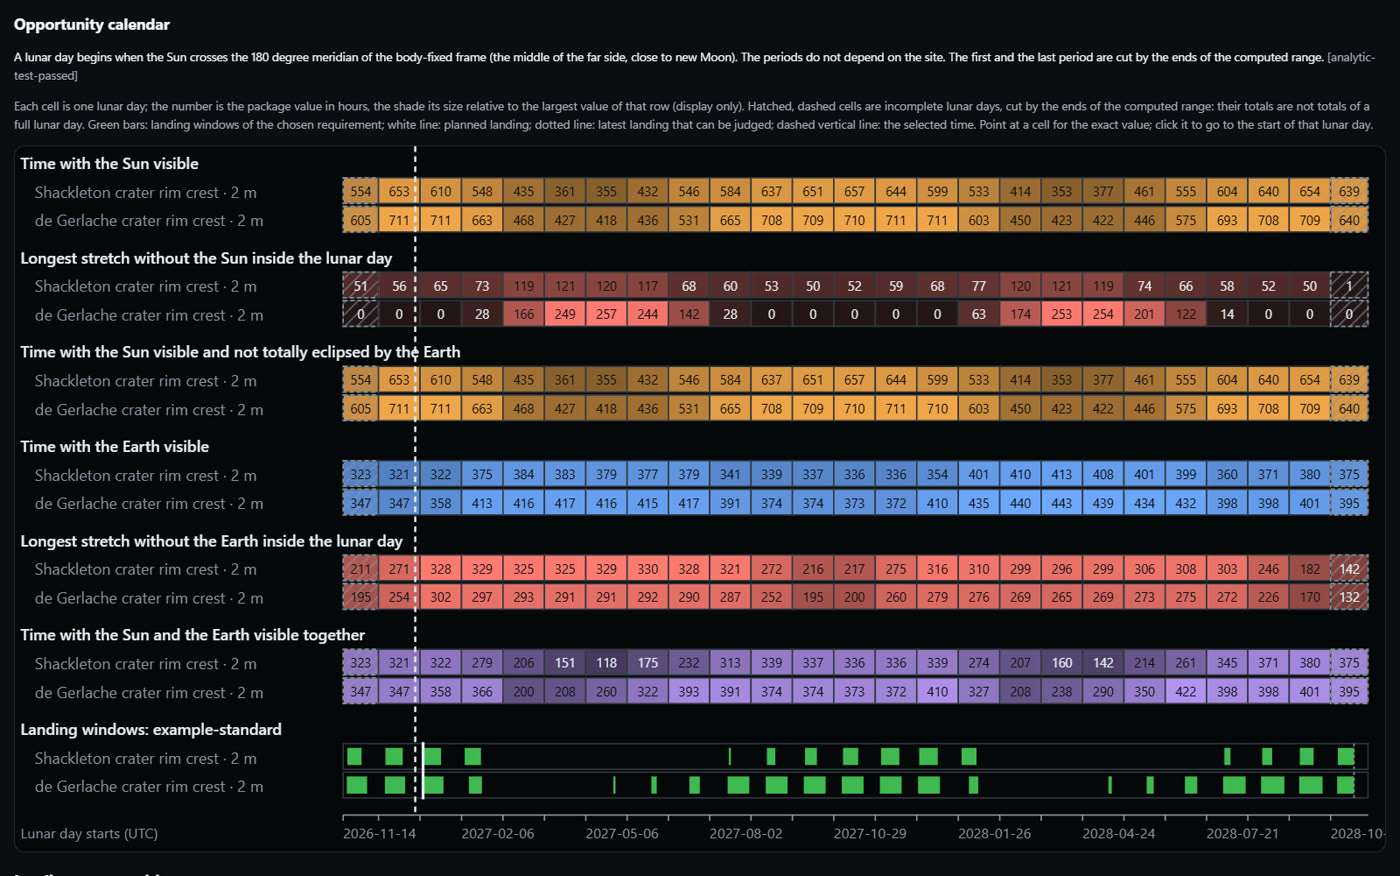 Opportunity calendar
A lunar day begins when the Sun crosses the 180 degree meridian of the body-fixed frame (the middle of the far side, close to new Moon). The periods do not depend on the site. The first and the last period are cut by the ends of the computed range. [analytic-
test-passed]
Each cell is one lunar day; the number is the package value in hours, the shade its size relative to the largest value of that row (display only). Hatched, dashed cells are incomplete lunar days, cut by the ends of the computed range: their totals are not totals of a
full lunar day. Green bars: landing windows of the chosen requirement; white line: planned landing; dotted line: latest landing that can be judged; dashed vertical line: the selected time. Point at a cell for the exact value; click it to go to the start of that lunar day.
Time with the Sun visible
Shackleton crater rim crest · 2 m 554 653 610 548 435 361 355 432 546 584 637 651 657 644 599 533 414 353 377 461 555 604 640 654 639
de Gerlache crater rim crest · 2 m 605 711 711 663 468 427 418 436 531 665 708 709 710 711 711 603 450 423 422 446 575 693 708 709 640
Longest stretch without the Sun inside the lunar day
Shackleton crater rim crest · 2 m 51 56 65 73 119 121 120 117 68 60 53 50 52 59 68 77 120 121 119 74 66 58 52 50 1
de Gerlache crater rim crest · 2 m 0 0 0 28 166 249 257 244 142 28 0 0 0 0 0 63 174 253 254 201 122 14 0 0 0
Time with the Sun visible and not totally eclipsed by the Earth
Shackleton crater rim crest · 2 m 554 653 610 548 435 361 355 432 546 584 637 651 657 644 599 533 414 353 377 461 555 604 640 654 639
de Gerlache crater rim crest · 2 m 605 711 711 663 468 427 418 436 531 665 708 709 710 711 710 603 450 423 422 446 575 693 708 709 640
Time with the Earth visible
Shackleton crater rim crest · 2 m 323 321 322 375 384 383 379 377 379 341 339 337 336 336 354 401 410 413 408 401 399 360 371 380 375
de Gerlache crater rim crest · 2 m 347 347 358 413 416 417 416 415 417 391 374 374 373 372 410 435 440 443 439 434 432 398 398 401 395
Longest stretch without the Earth inside the lunar day
Shackleton crater rim crest · 2 m 211 271 328 329 325 325 329 330 328 321 272 216 217 275 316 310 299 296 299 306 308 303 246 182 142
de Gerlache crater rim crest · 2 m 195 254 302 297 293 291 291 292 290 287 252 195 200 260 279 276 269 265 269 273 275 272 226 170 132
Time with the Sun and the Earth visible together
Shackleton crater rim crest · 2 m 323 321 322 279 206 151 118 175 232 313 339 337 336 336 339 274 207 160 142 214 261 345 371 380 375
de Gerlache crater rim crest · 2 m 347 347 358 366 200 208 260 322 393 391 374 374 373 372 410 327 208 238 290 350 422 398 398 401 395
Landing windows: example-standard
Shackleton crater rim crest · 2 m
de Gerlache crater rim crest · 2 m
Lunar day starts (UTC) 2026-11-14 2027-02-06 2027-05-06 2027-08-02 2027-10-29 2028-01-26 2028-04-24 2028-07-21 2028-10-